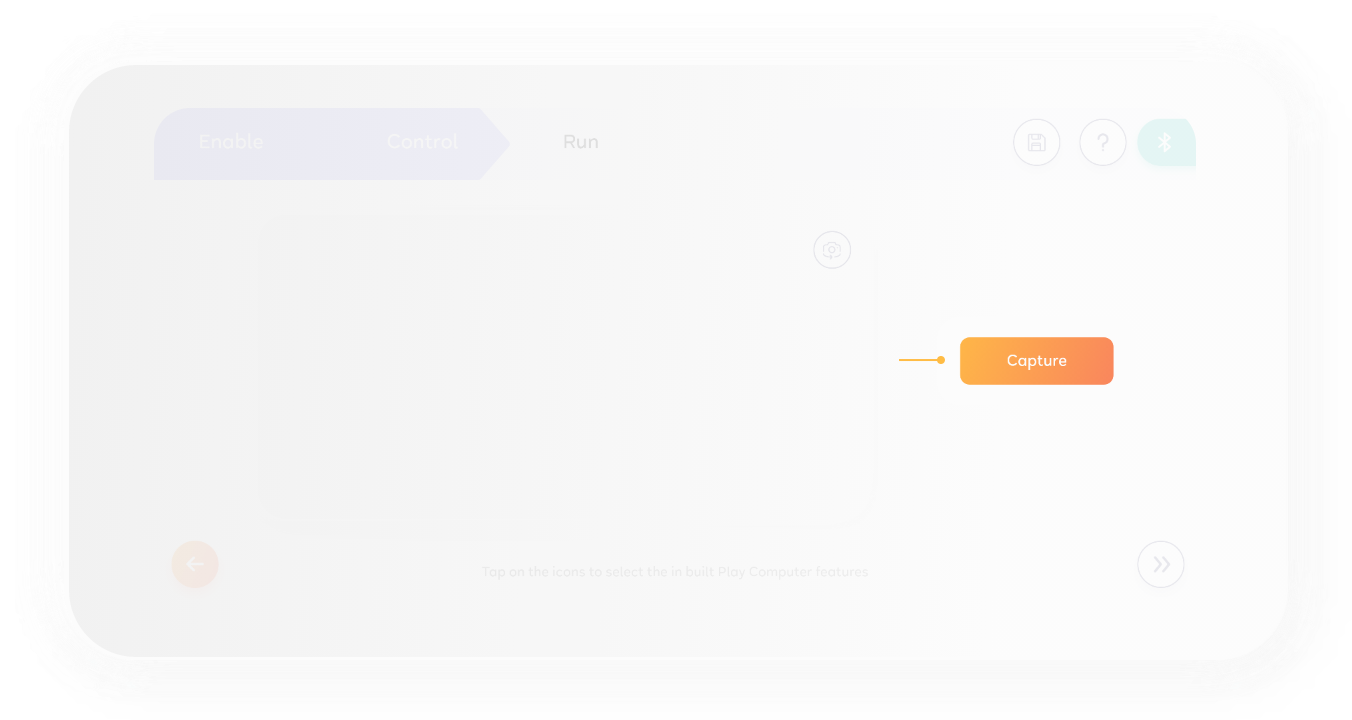 Enable Control Run ?
Capture
Tap on the icons to select the in built Play Computer features